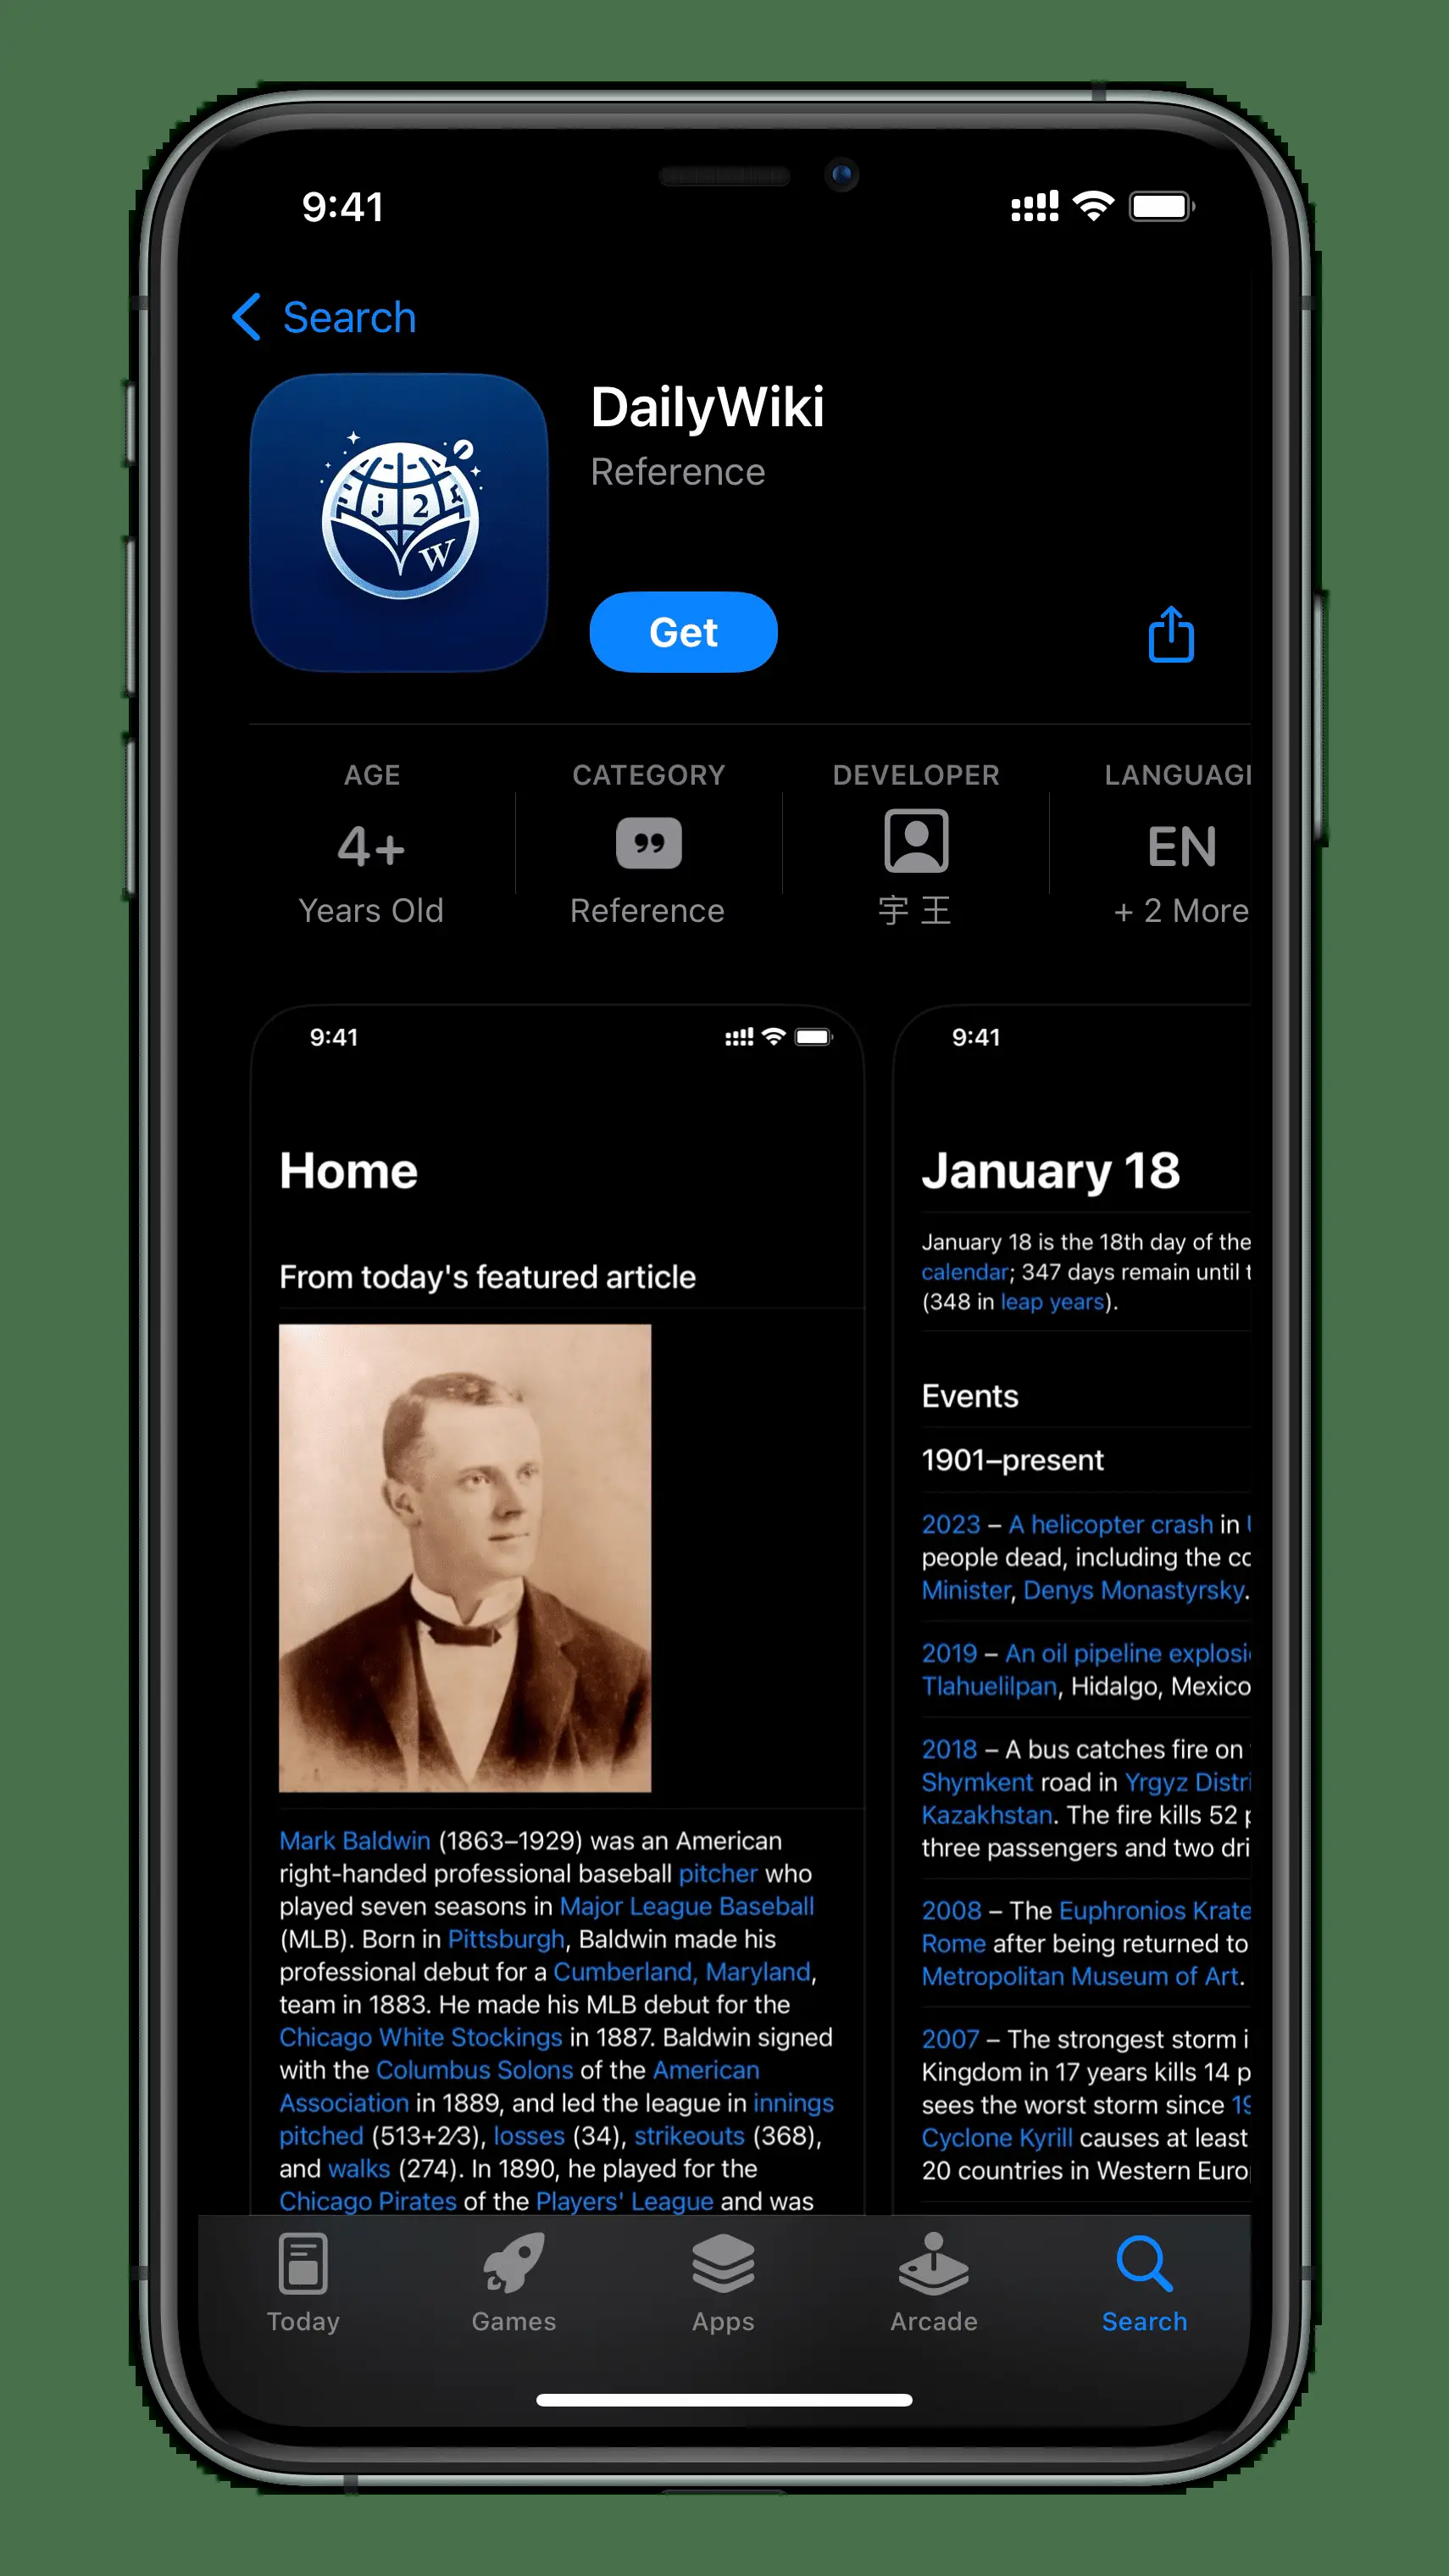 9:41
Search
DailyWiki
Reference
j 2
W
Get
AGE
4+
Years Old
CATEGORY
Reference
DEVELOPER
宇 王
LANGUAG
EN
+ 2 More
9:41
Home
From today's featured article
Mark Baldwin (1863–1929) was an American
right-handed professional baseball pitcher who
played seven seasons in Major League Baseball
(MLB). Born in Pittsburgh, Baldwin made his
professional debut for a Cumberland, Maryland,
team in 1883. He made his MLB debut for the
Chicago White Stockings in 1887. Baldwin signed
with the Columbus Solons of the American
Association in 1889, and led the league in innings
pitched (513+2⁄3), losses (34), strikeouts (368),
and walks (274). In 1890, he played for the
Chicago Pirates of the Players' League and was
9:41
January 18
January 18 is the 18th day of the
calendar; 347 days remain until
(348 in leap years).
Events
1901–present
2023 – A helicopter crash in
people dead, including the
Minister, Denys Monastyrsky.
2019 – An oil pipeline
Tlahuelilpan, Hidalgo, Mexico
2018 – A bus catches fire on
Shymkent road in Yrgyz
Kazakhstan. The fire kills 52
three passengers and two
2008 – The Euphronios
Rome after being returned to
Metropolitan Museum of Art.
2007 – The strongest storm
Kingdom in 17 years kills 14
sees the worst storm since
Cyclone Kyrill causes at least
20 countries in Western
Today
Games
Apps
Arcade
Search